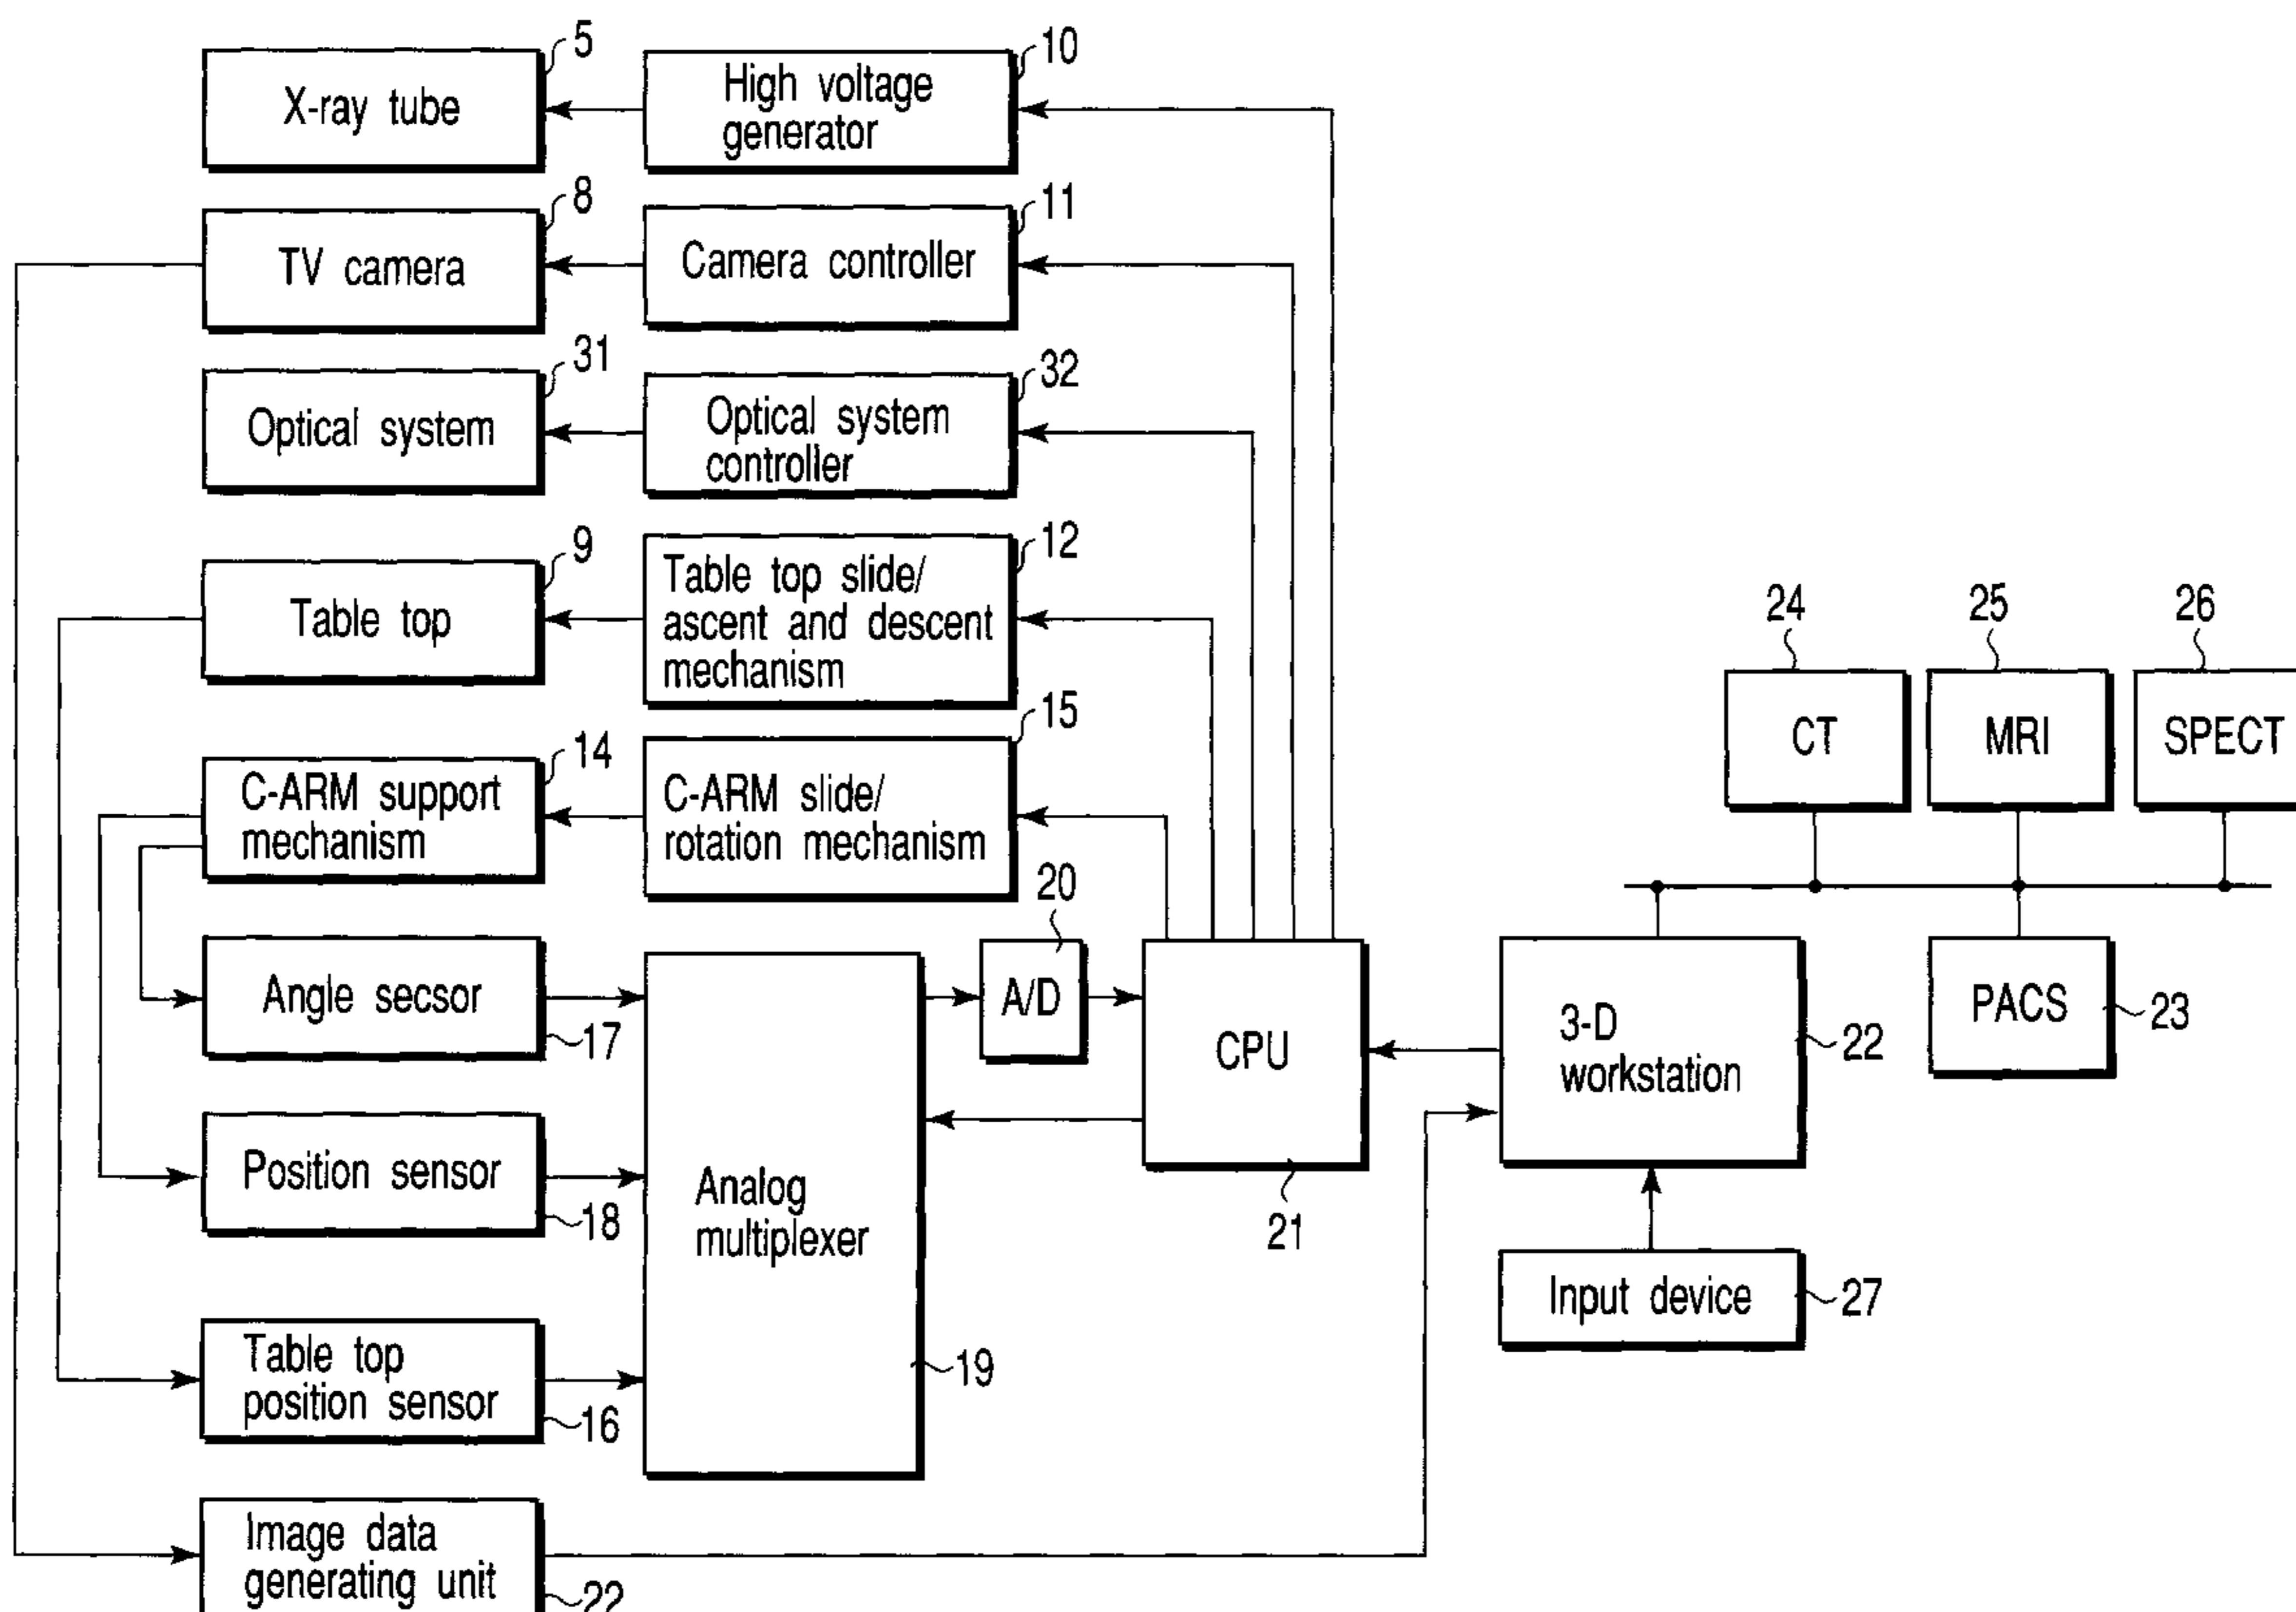 5
X-ray tube
10
High voltage
generator
8
TV camera
11
Camera controller
31
Optical system
32
Optical system
controller
9
Table top
12
Table top slide/
ascent and descent
mechanism
14
C-ARM support
mechanism
15
C-ARM slide/
rotation mechanism
24
CT
25
MRI
26
SPECT
Angle secsor
17
20
A/D
CPU
21
3-D
workstation
22
PACS
23
Position sensor
18
Analog
multiplexer
19
Input device
27
Table top
position sensor
16
Image data
generating unit
22